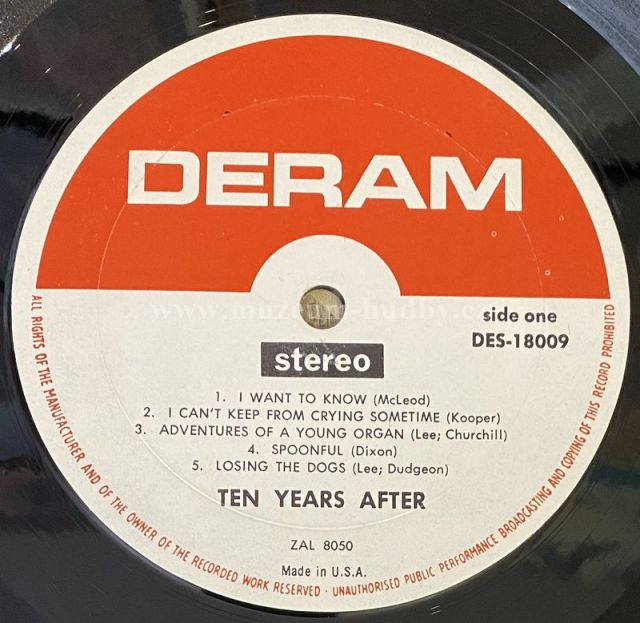 DERAM
www.muzeum-hudby.c
side one
DES-18009
stereo
1. I WANT TO KNOW (McLeod)
2. I CAN'T KEEP FROM CRYING SOMETIME (Kooper)
3. ADVENTURES OF A YOUNG ORGAN (Lee; Churchill)
4. SPOONFUL (Dixon)
5. LOSING THE DOGS (Lee; Dudgeon)
TEN YEARS AFTER
ZAL 8050
Made in U.S.A.
ALL RIGHTS OF THE MANUFACTURER AND OF THE OWNER OF THE RECORDED WORK RESERVED · UNAUTHORISED PUBLIC PERFORMANCE BROADCASTING AND COPYING OF THIS RECORD PROHIBITED